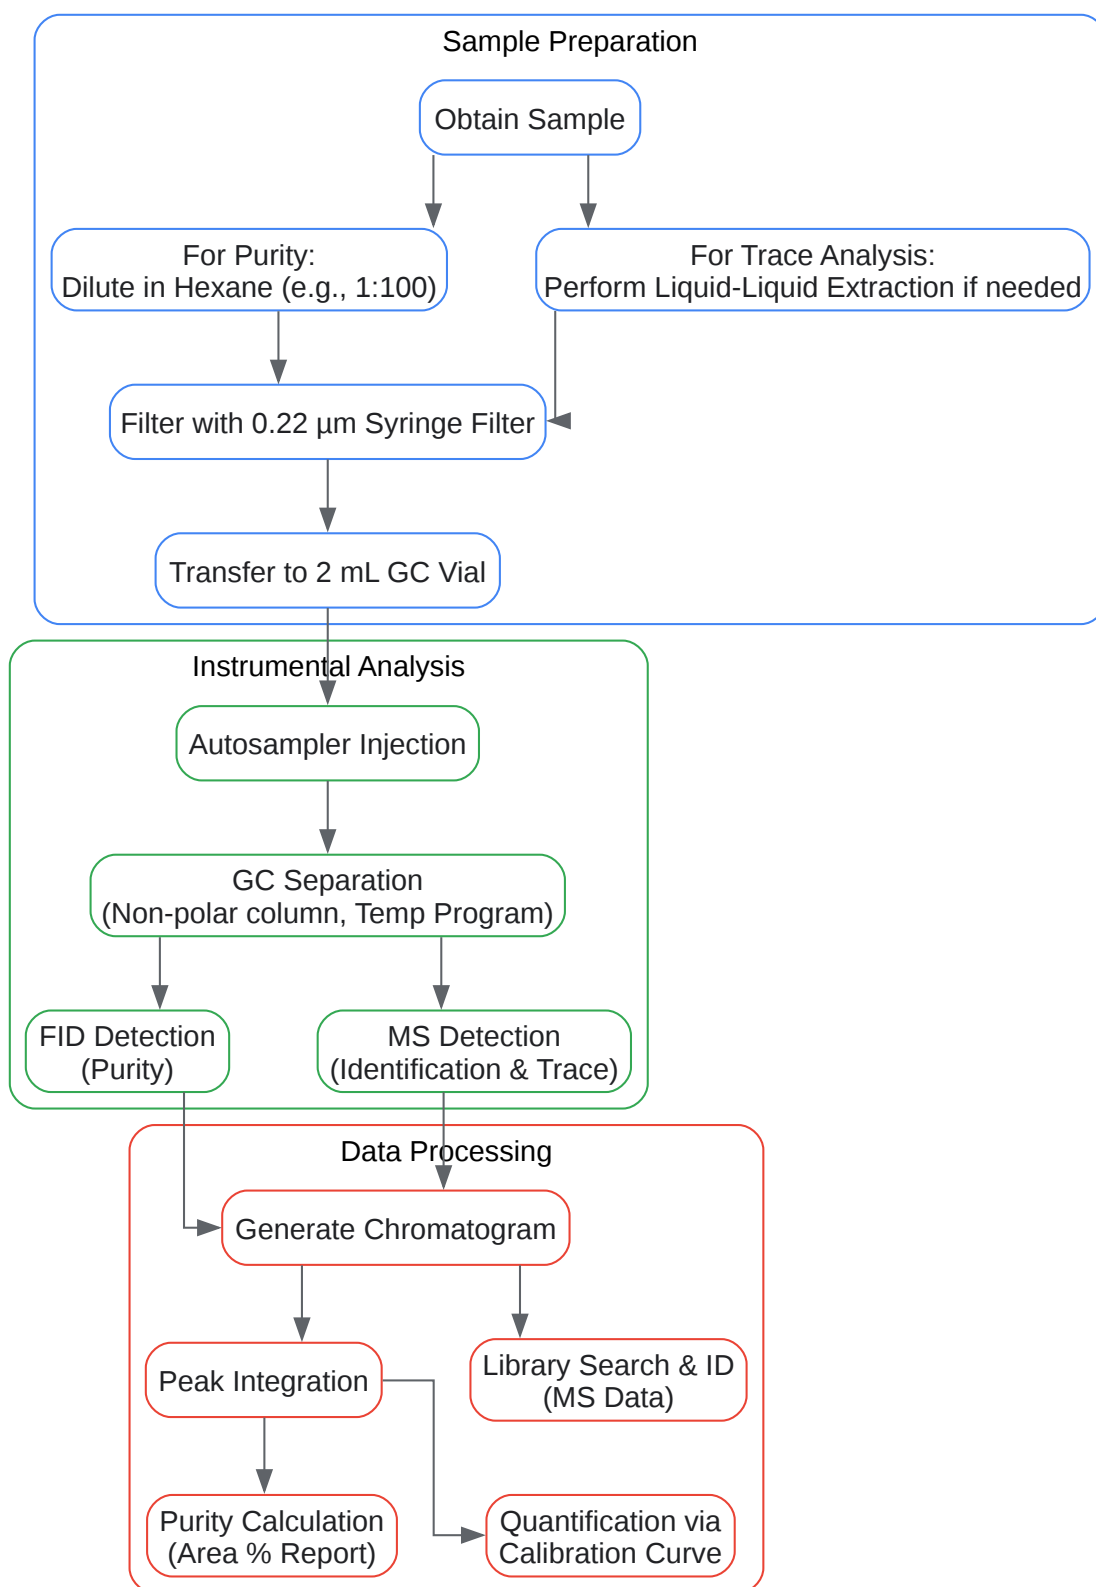 Sample Preparation
Obtain Sample
For Purity:
Dilute in Hexane (e.g., 1:100)
For Trace Analysis:
Perform Liquid-Liquid Extraction if needed
Filter with 0.22 µm Syringe Filter
Transfer to 2 mL GC Vial
Instrumental Analysis
Autosampler Injection
GC Separation
(Non-polar column, Temp Program)
FID Detection
(Purity)
MS Detection
(Identification & Trace)
Data Processing
Generate Chromatogram
Peak Integration
Library Search & ID
(MS Data)
Purity Calculation
(Area % Report)
Quantification via
Calibration Curve